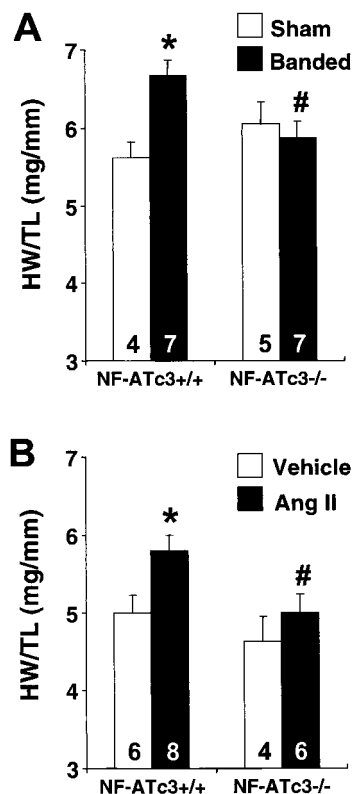 A
Sham
Banded
HW/TL (mg/mm)
7
6
5
4
3
*
#
4 7 5 7
NF-ATc3+/+ NF-ATc3-/-
B
Vehicle
Ang II
HW/TL (mg/mm)
7
6
5
4
3
*
#
6 8 4 6
NF-ATc3+/+ NF-ATc3-/-